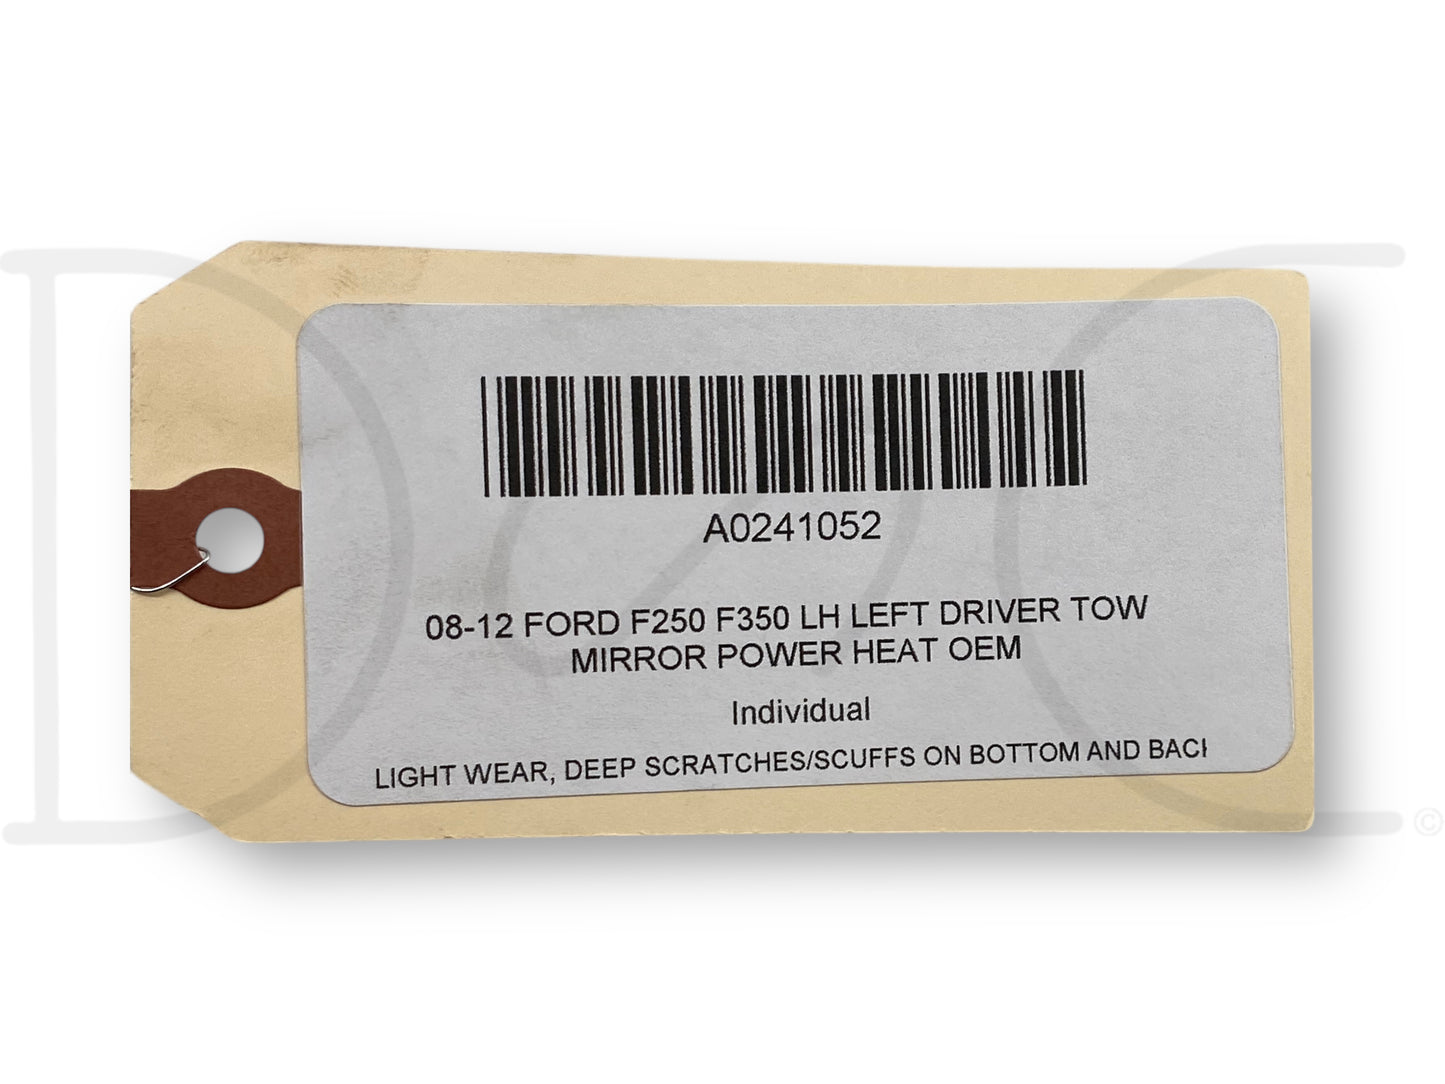 A0241052
08-12 FORD F250 F350 LH LEFT DRIVER TOW
MIRROR POWER HEAT OEM
Individual
LIGHT WEAR, DEEP SCRATCHES/SCUFFS ON BOTTOM AND
©